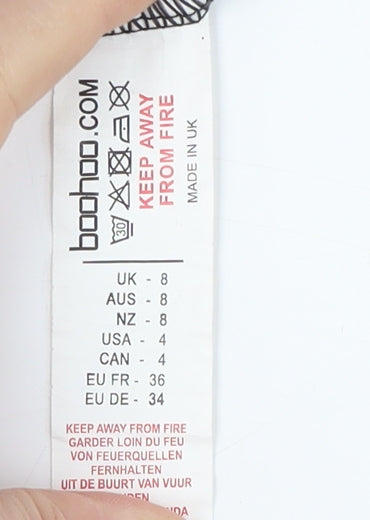 boohoo.COM
30
KEEP AWAY
FROM FIRE
MADE IN UK
UK - 8
AUS - 8
NZ - 8
USA - 4
CAN - 4
EU FR - 36
EU DE - 34
KEEP AWAY FROM FIRE
GARDER LOIN DU FEU
VON FEUERQUELLEN
FERNHALTEN
UIT DE BUURT VAN VUUR